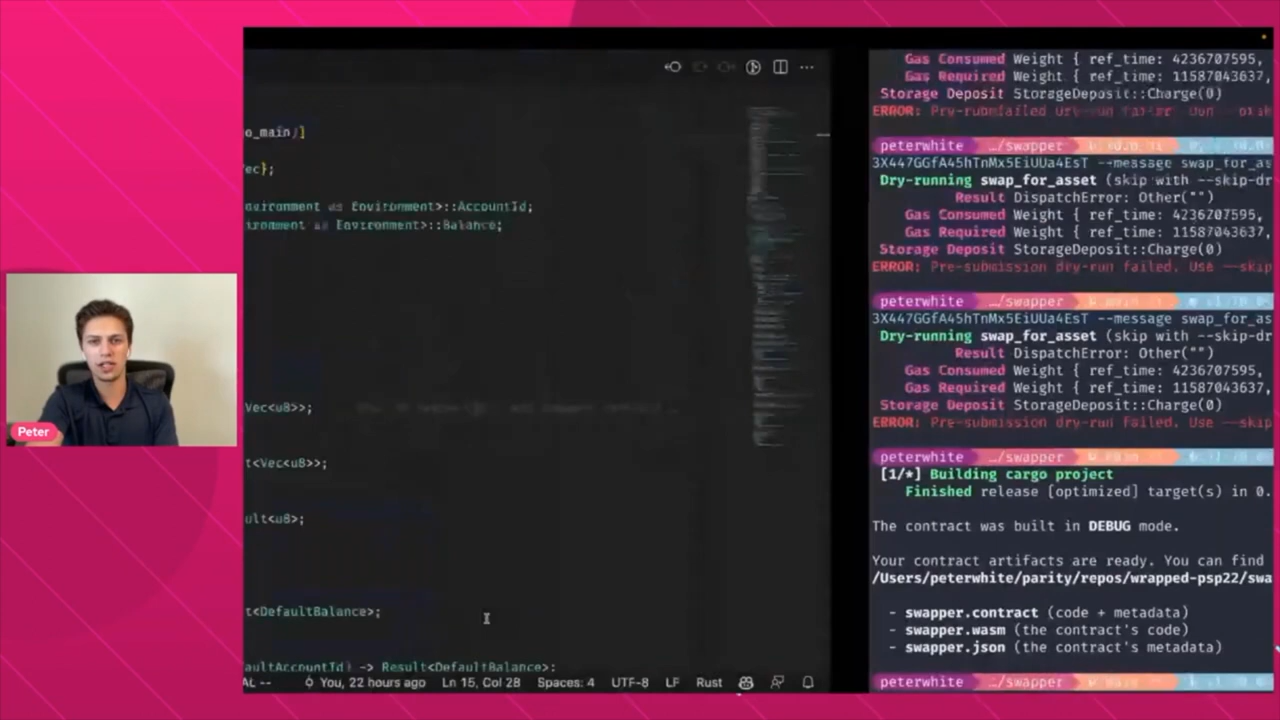 o_main)]
ec};
vironment as Environment>::AccountId;
ironment as Environment>::Balance;
Vec<u8>>;
t<Vec<u8>>;
ult<u8>;
t<DefaultBalance>;
aultAccountId) -> Result<DefaultBalance>;
AL -- You, 22 hours ago Ln 15, Col 28 Spaces: 4 UTF-8 LF Rust
Peter
Gas Consumed Weight { ref_time: 4236707595,
Gas Required Weight { ref_time: 11587043637,
Storage Deposit StorageDeposit::Charge(0)
ERROR:
peterwhite …/swapper
3X447GGfA45hTnMx5EiUUa4EsT --message swap_for_as
Dry-running swap_for_asset (skip with --skip-dr
Result DispatchError: Other("")
Gas Consumed Weight { ref_time: 4236707595,
Gas Required Weight { ref_time: 11587043637,
Storage Deposit StorageDeposit::Charge(0)
ERROR: Pre-submission dry-run failed. Use --skip
peterwhite …/swapper
3X447GGfA45hTnMx5EiUUa4EsT --message swap_for_as
Dry-running swap_for_asset (skip with --skip-dr
Result DispatchError: Other("")
Gas Consumed Weight { ref_time: 4236707595,
Gas Required Weight { ref_time: 11587043637,
Storage Deposit StorageDeposit::Charge(0)
ERROR: Pre-submission dry-run failed. Use --skip
peterwhite …/swapper
[1/*] Building cargo project
Finished release [optimized] target(s) in 0.
The contract was built in DEBUG mode.
Your contract artifacts are ready. You can find
/Users/peterwhite/parity/repos/wrapped-psp22/swa
- swapper.contract (code + metadata)
- swapper.wasm (the contract's code)
- swapper.json (the contract's metadata)
peterwhite …/swapper